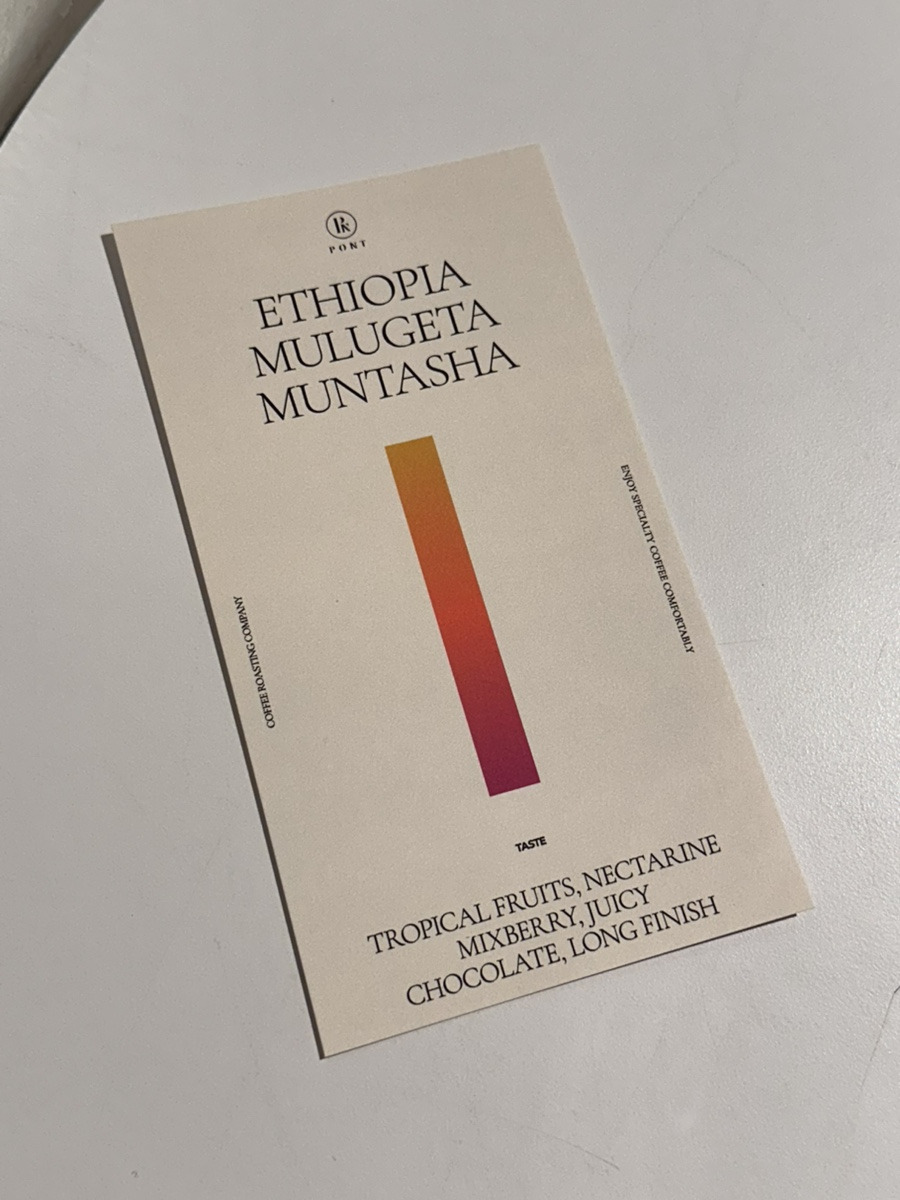 PONT
ETHIOPIA
MULUGETA
MUNTASHA
ENJOY SPECIALTY COFFEE COMFORTABLY
COFFEE ROASTING COMPANY
TASTE
TROPICAL FRUITS, NECTARINE
MIXBERRY, JUICY
CHOCOLATE, LONG FINISH